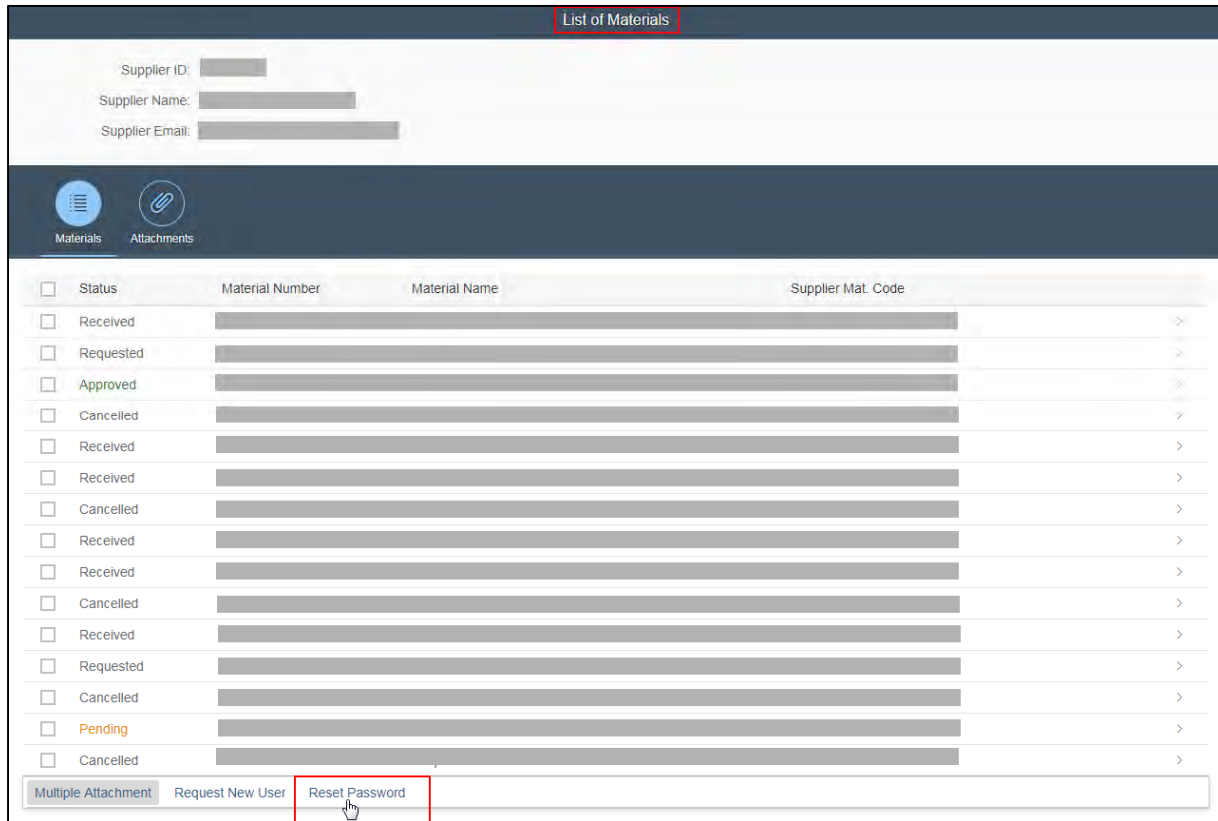 List of Materials
Supplier ID:
Supplier Name:
Supplier Email:
Materials Attachments
Status Material Number Material Name Supplier Mat. Code
Received
Requested
Approved
Cancelled
Received
Received
Cancelled
Received
Received
Cancelled
Received
Requested
Cancelled
Pending
Cancelled
Multiple Attachment Request New User Reset Password